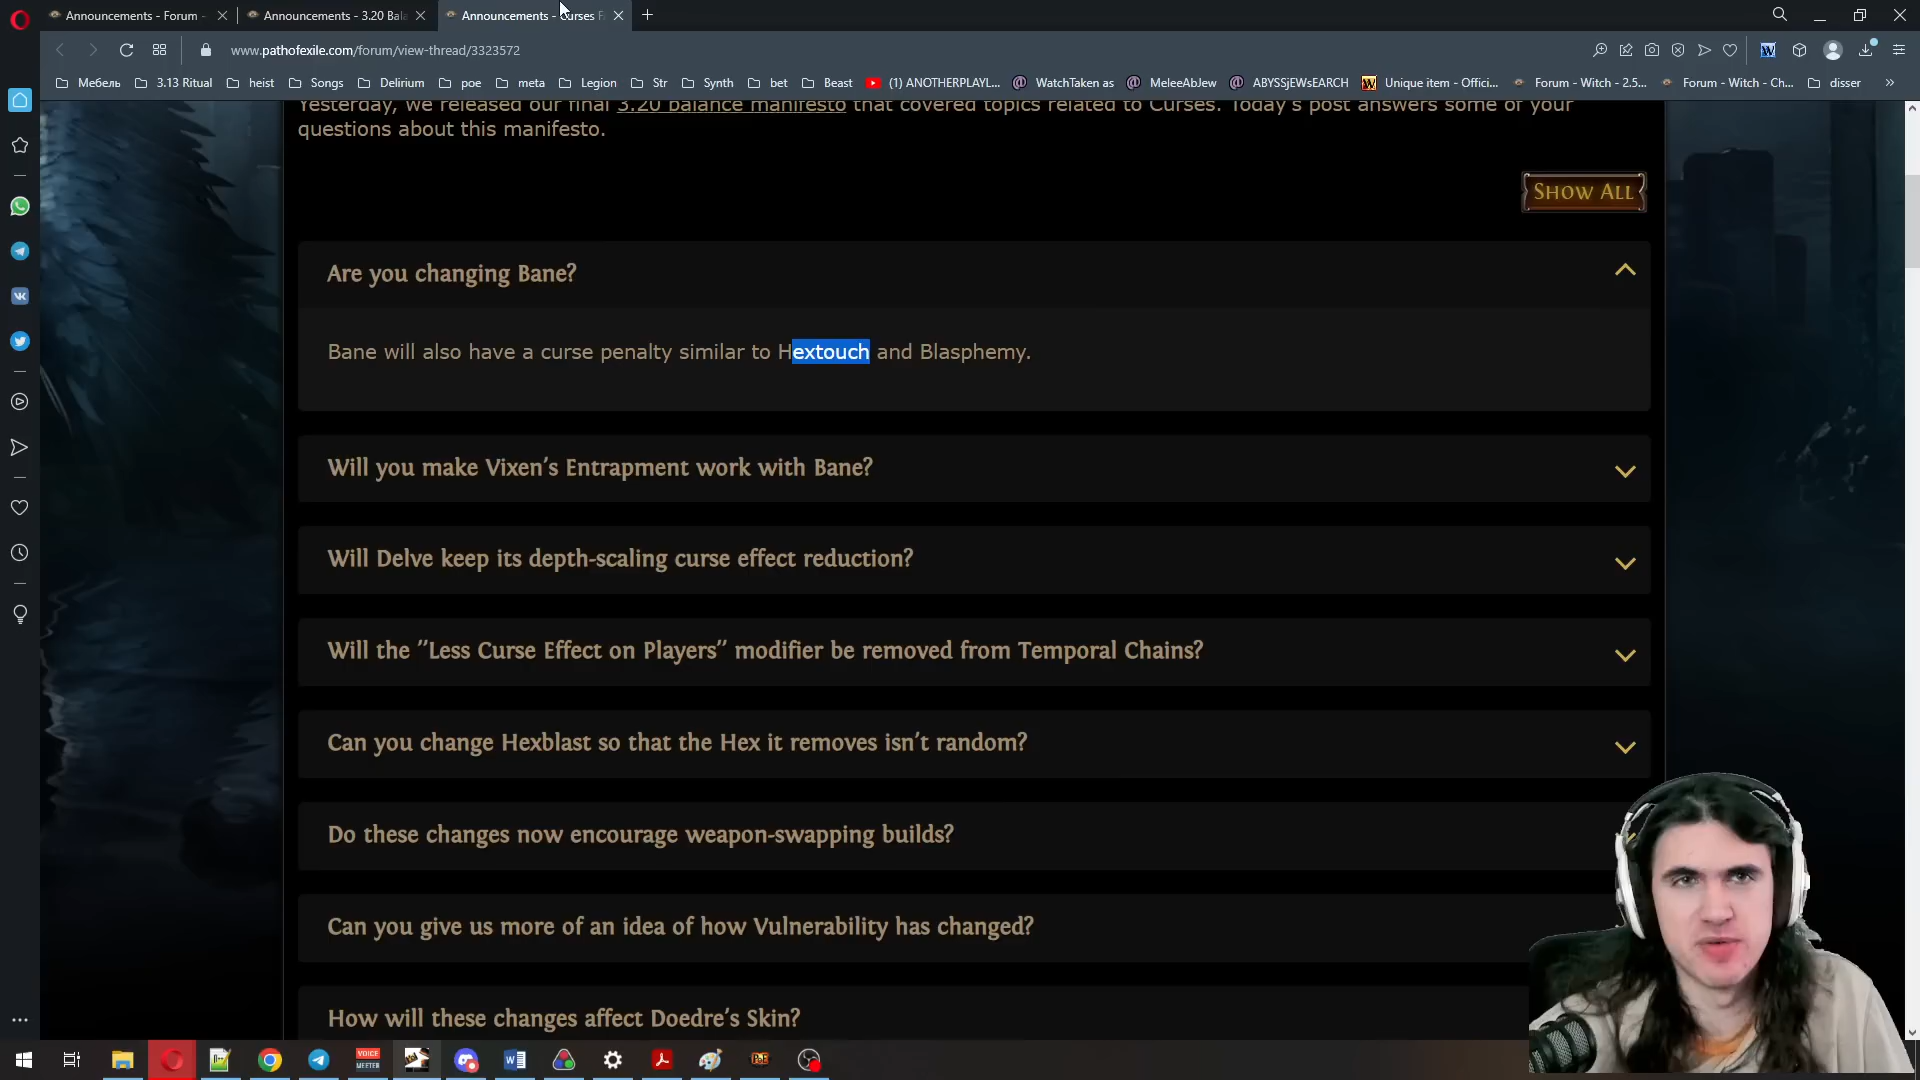 Announcements - Forum -
Announcements - 3.20 Bala
Announcements - Curses F
www.pathofexile.com/forum/view-thread/3323572
Мебель
3.13 Ritual
heist
Songs
Delirium
poe
meta
Legion
Str
Synth
bet
Beast
(1) ANOTHERPLAYL...
WatchTaken as
MeleeAbJew
ABYSSjEWsEARCH
Unique item - Offici...
Forum - Witch - 2.5...
Forum - Witch - Ch...
disser
Yesterday, we released our final 3.20 balance manifesto that covered topics related to Curses. Today's post answers some of your
questions about this manifesto.
Show All
Are you changing Bane?
Bane will also have a curse penalty similar to Hextouch and Blasphemy.
Will you make Vixen's Entrapment work with Bane?
Will Delve keep its depth-scaling curse effect reduction?
Will the "Less Curse Effect on Players" modifier be removed from Temporal Chains?
Can you change Hexblast so that the Hex it removes isn't random?
Do these changes now encourage weapon-swapping builds?
Can you give us more of an idea of how Vulnerability has changed?
How will these changes affect Doedre's Skin?
VOICE
MEETER
PoE